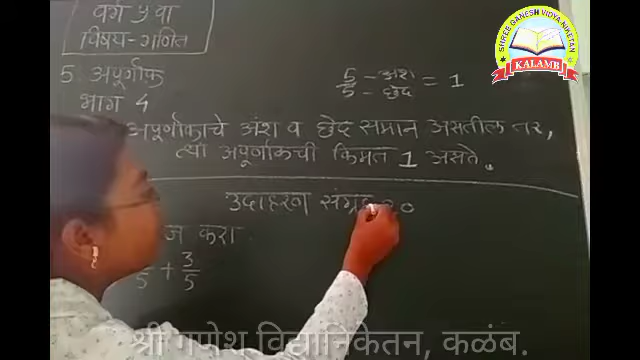 वर्ग ५ वा
विषय-गणित
5. अपूर्णांक
भाग 4
5/5 - अंश - छेद = 1
अपूर्णांकाचे अंश व छेद समान असतील तर,
त्या अपूर्णांकाची किंमत 1 असते.
उदाहरण संग्रह
करा
5 + 3/5
SHREE GANESH VIDYA NIKETAN
KALAMB
श्री गणेश विद्यानिकेतन, कळंब.